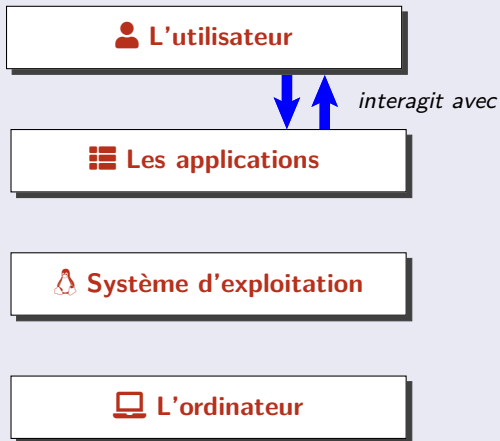 L'utilisateur
interagit avec
Les applications
Système d'exploitation
L'ordinateur